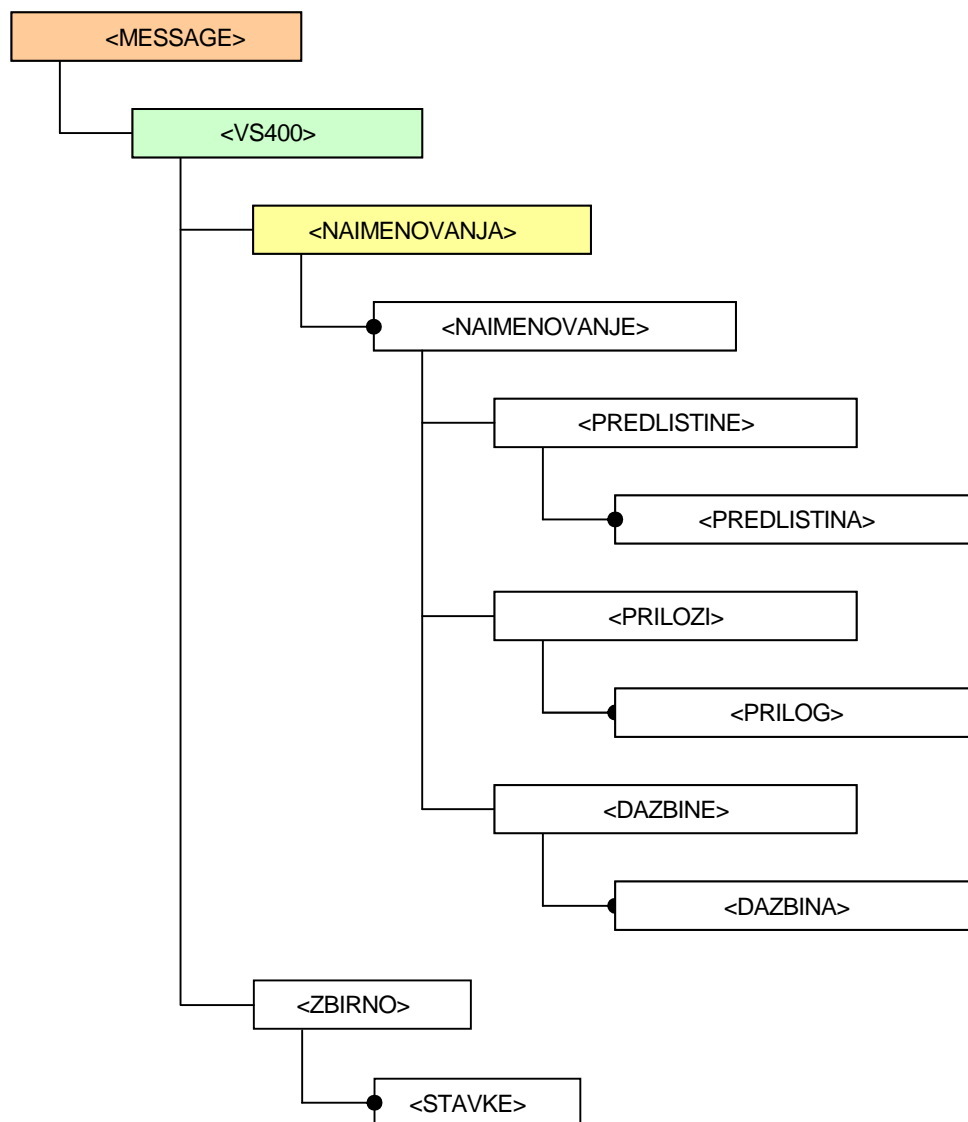 <MESSAGE>
<VS400>
<NAIMENOVANJA>
<NAIMENOVANJE>
<PREDLISTINE>
<PREDLISTINA>
<PRILOZI>
<PRILOG>
<DAZBINE>
<DAZBINA>
<ZBIRNO>
<STAVKE>